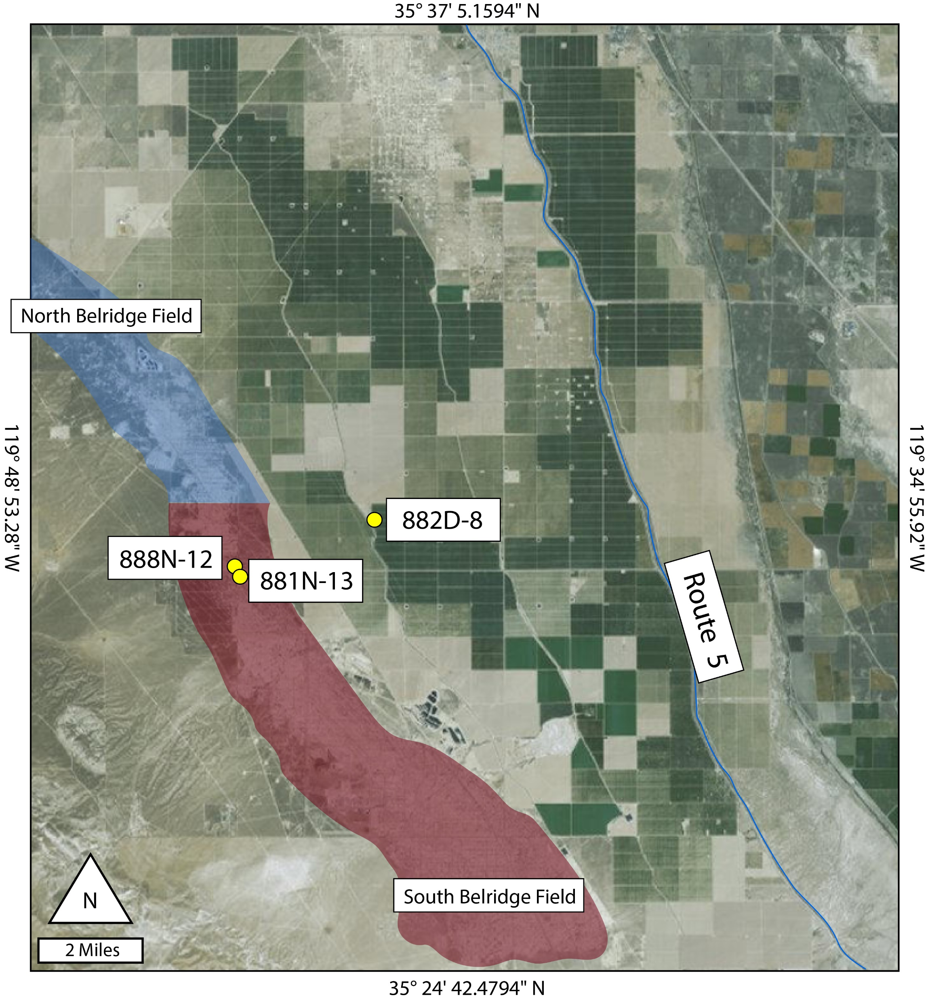 35° 37' 5.1594" N
North Belridge Field
119° 48' 53.28" W
119° 34' 55.92" W
882D-8
888N-12
881N-13
Route 5
South Belridge Field
N
2 Miles
35° 24' 42.4794" N